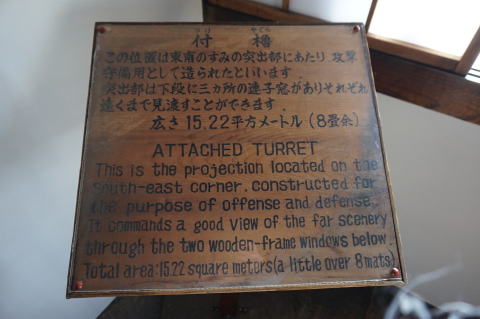 つけ やぐら
付櫓
この位置は東南のすみの突出部にあたり、攻撃
守備用として造られたといいます.
突出部は下段に三カ所の連子窓がありそれぞれ
遠くまで見渡すことができます.
広さ 15.22平方メートル (8畳余)
ATTACHED TURRET
This is the projection located on the
South-east corner, constructed for
the purpose of offense and defense.
It commands a good view of the far scenery
through the two wooden-frame windows below.
Total area:15.22 square meters(a little over 8 mats)